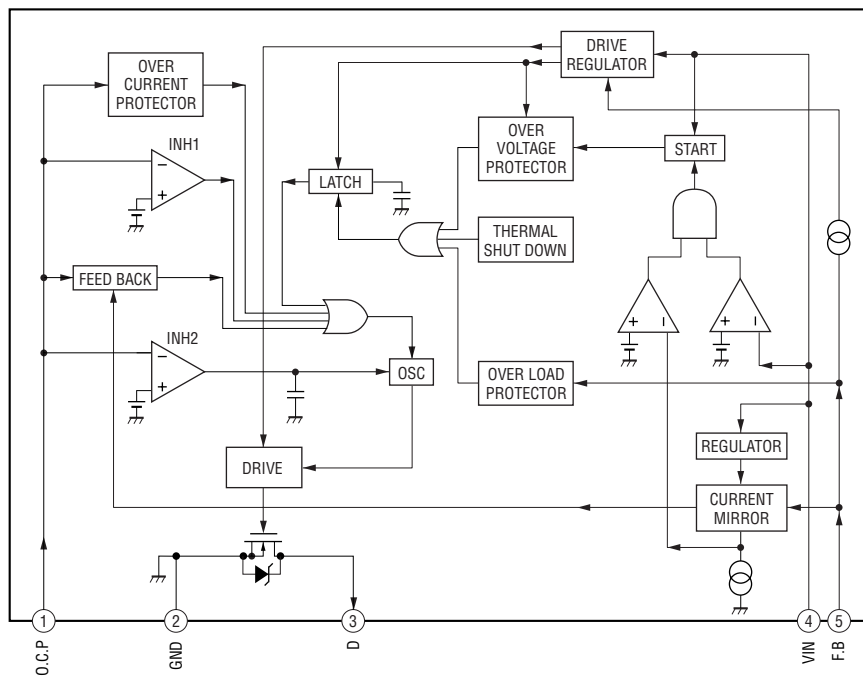 OVER
CURRENT
PROTECTOR
DRIVE
REGULATOR
INH1
−
+
OVER
VOLTAGE
PROTECTOR
START
LATCH
THERMAL
SHUT DOWN
FEED BACK
INH2
−
+
OSC
+ −
+ −
OVER LOAD
PROTECTOR
REGULATOR
DRIVE
CURRENT
MIRROR
1
2
3
4
5
O.C.P
GND
D
VIN
F.B